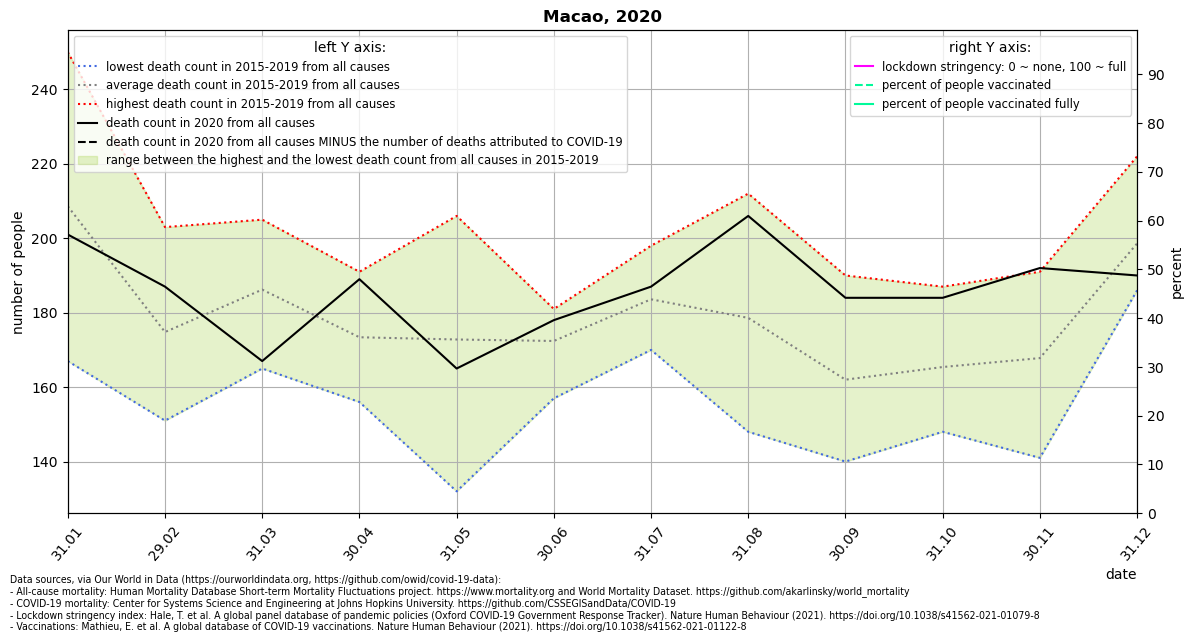 Macao, 2020
left Y axis:
lowest death count in 2015-2019 from all causes
average death count in 2015-2019 from all causes
highest death count in 2015-2019 from all causes
death count in 2020 from all causes
death count in 2020 from all causes MINUS the number of deaths attributed to COVID-19
range between the highest and the lowest death count from all causes in 2015-2019
right Y axis:
lockdown stringency: 0 ~ none, 100 ~ full
percent of people vaccinated
percent of people vaccinated fully
number of people
240
220
200
180
160
140
90
80
70
60
50
40
30
20
10
0
percent
31.01
29.02
31.03
30.04
31.05
30.06
31.07
31.08
30.09
31.10
30.11
31.12
date
Data sources, via Our World in Data (https://ourworldindata.org, https://github.com/owid/covid-19-data):
- All-cause mortality: Human Mortality Database Short-term Mortality Fluctuations project. https://www.mortality.org and World Mortality Dataset. https://github.com/akarlinsky/world_mortality
- COVID-19 mortality: Center for Systems Science and Engineering at Johns Hopkins University. https://github.com/CSSEGISandData/COVID-19
- Lockdown stringency index: Hale, T. et al. A global panel database of pandemic policies (Oxford COVID-19 Government Response Tracker). Nature Human Behaviour (2021). https://doi.org/10.1038/s41562-021-01079-8
- Vaccinations: Mathieu, E. et al. A global database of COVID-19 vaccinations. Nature Human Behaviour (2021). https://doi.org/10.1038/s41562-021-01122-8